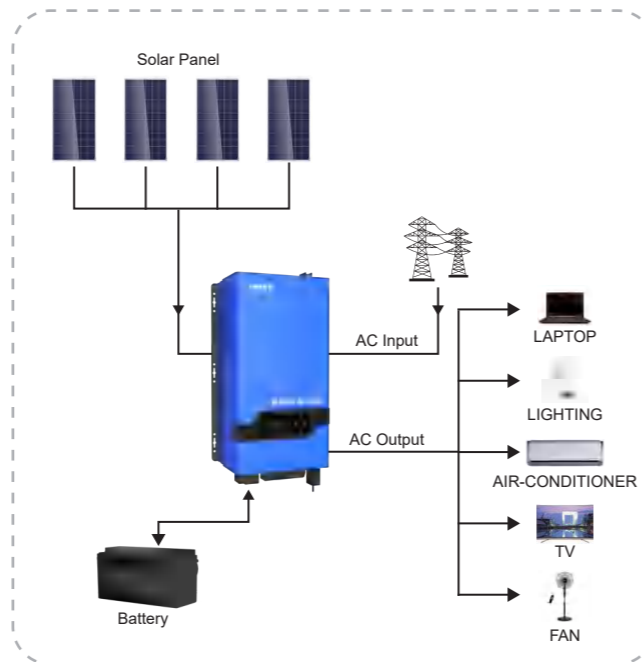 Solar Panel
AC Input
LAPTOP
LIGHTING
AC Output
AIR-CONDITIONER
TV
Battery
FAN